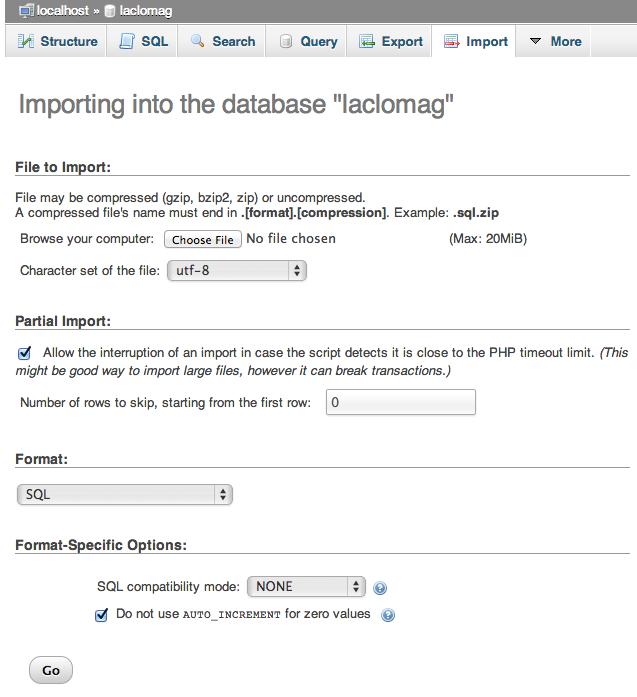 localhost » laclomag
Structure SQL Search Query Export Import More
Importing into the database "laclomag"
File to Import:
File may be compressed (gzip, bzip2, zip) or uncompressed.
A compressed file's name must end in .[format].[compression]. Example: .sql.zip
Browse your computer: Choose File No file chosen (Max: 20MiB)
Character set of the file: utf-8
Partial Import:
Allow the interruption of an import in case the script detects it is close to the PHP timeout limit. (This
might be good way to import large files, however it can break transactions.)
Number of rows to skip, starting from the first row: 0
Format:
SQL
Format-Specific Options:
SQL compatibility mode: NONE ?
Do not use AUTO_INCREMENT for zero values ?
Go